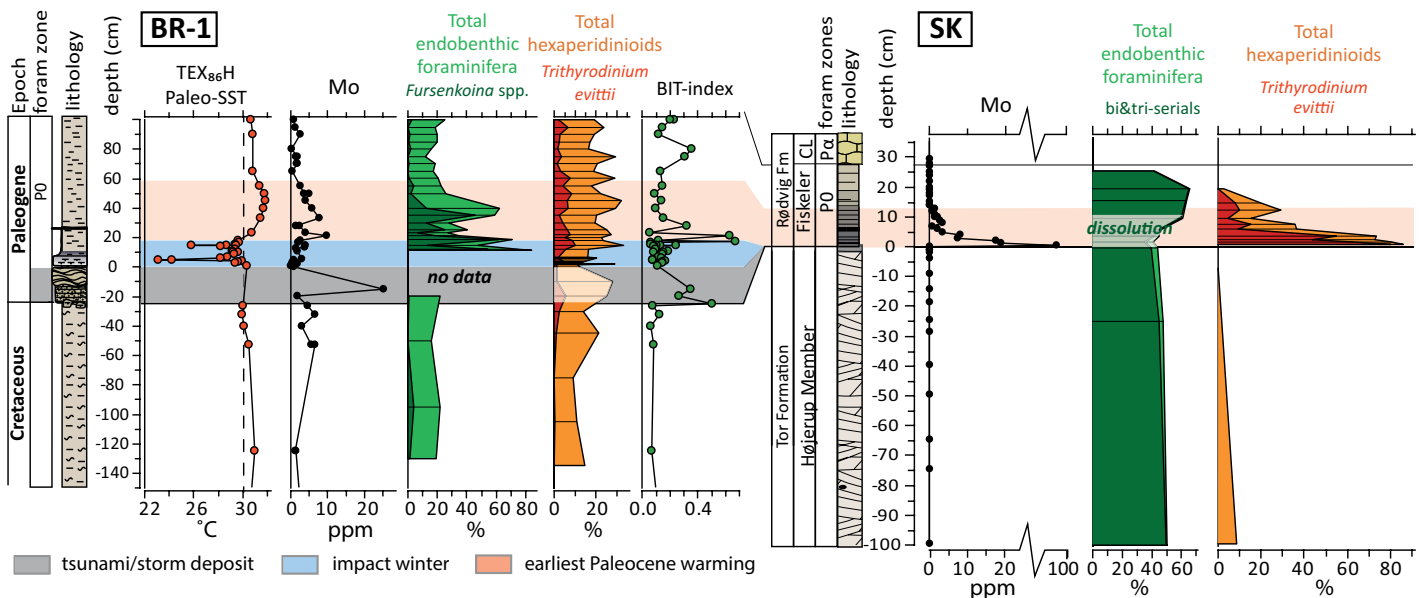 BR-1
Epoch
foram zone
lithology
depth (cm)
TEX86H
Paleo-SST
Mo
Total
endobenthic
foraminifera
Fursenkoina spp.
Total
hexaperidinioids
Trithyrodinium
evittii
BIT-index
Paleogene
Cretaceous
P0
80
60
40
20
0
-20
-40
-60
-80
-100
-120
-140
no data
22 26 30
˚C
0 10 20
ppm
0 20 40 60 80
%
0 20
%
0.0 0.4
tsunami/storm deposit
impact winter
earliest Paleocene warming
SK
foram zones
lithology
depth (cm)
Mo
Total
endobenthic
foraminifera
bi&tri-serials
Total
hexaperidinioids
Trithyrodinium
evittii
Rødvig Fm
CL
Pα
Fiskeler
P0
Tor Formation
Højerup Member
30
20
10
0
-10
-20
-30
-40
-50
-60
-70
-80
-90
-100
dissolution
0 10 20 100
ppm
0 20 40 60
%
0 20 40 60 80
%